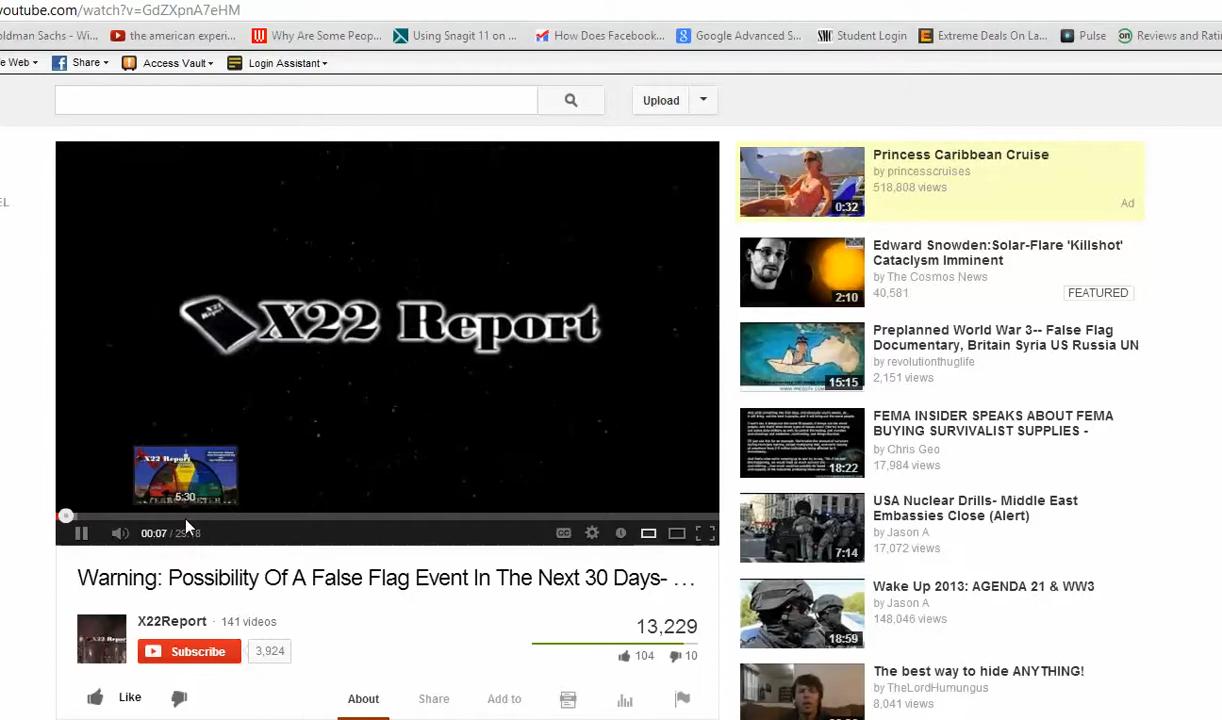 youtube.com/watch?v=GdZXpnA7eHM
oldman Sachs - Wi...
the american experi...
Why Are Some Peop...
Using Snagit 11 on ...
How Does Facebook...
Google Advanced S...
SNC Student Login
Extreme Deals On La...
Pulse
on Reviews and Ratin
e Web
Share
Access Vault
Login Assistant
Upload
EL
X22 Report
X22 Report
5:30
00:07
Warning: Possibility Of A False Flag Event In The Next 30 Days- ...
X22Report · 141 videos
Subscribe 3,924
13,229
104 10
Like
About
Share
Add to
Princess Caribbean Cruise
by princesscruises
518,808 views
0:32
Ad
Edward Snowden:Solar-Flare 'Killshot'
Cataclysm Imminent
by The Cosmos News
40,581
FEATURED
2:10
Preplanned World War 3-- False Flag
Documentary, Britain Syria US Russia UN
by revolutionthuglife
2,151 views
15:15
FEMA INSIDER SPEAKS ABOUT FEMA
BUYING SURVIVALIST SUPPLIES -
by Chris Geo
17,984 views
18:22
USA Nuclear Drills- Middle East
Embassies Close (Alert)
by Jason A
17,072 views
7:14
Wake Up 2013: AGENDA 21 & WW3
by Jason A
148,046 views
18:59
The best way to hide ANYTHING!
by TheLordHumungus
8,041 views